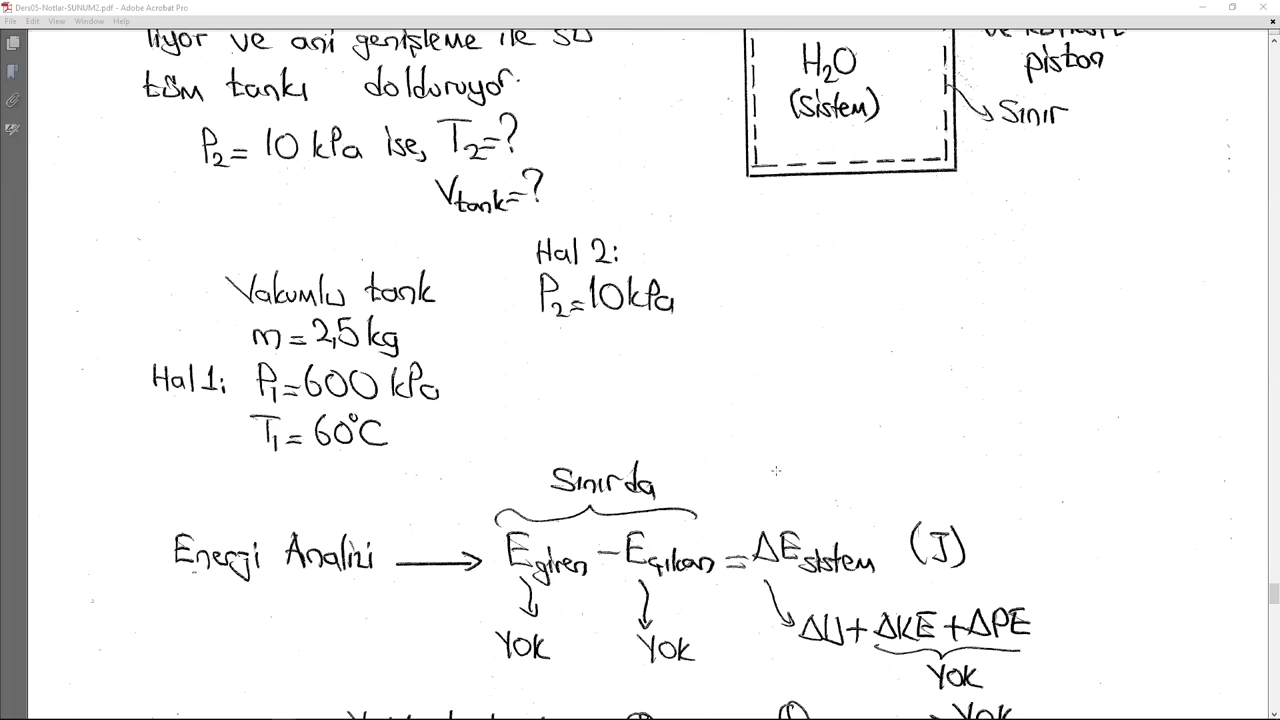 Ders05-Notlar-SUNUM2.pdf - Adobe Acrobat Pro
File Edit View Window Help
liyor ve ani genişleme ile su
tüm tankı dolduruyor.
P2 = 10 kPa ise, T2=?
Vtank=?
H2O
(Sistem)
piston
Sınır
Vakumlu tank
m = 2,5 kg
Hal 1: P1=600 kPa
T1 = 60°C
Hal 2:
P2=10kPa
Sınırda
Enerji Analizi → Egiren - Eçıkan = ΔEsistem (J)
Yok Yok
ΔU + ΔKE + ΔPE
Yok
Yok